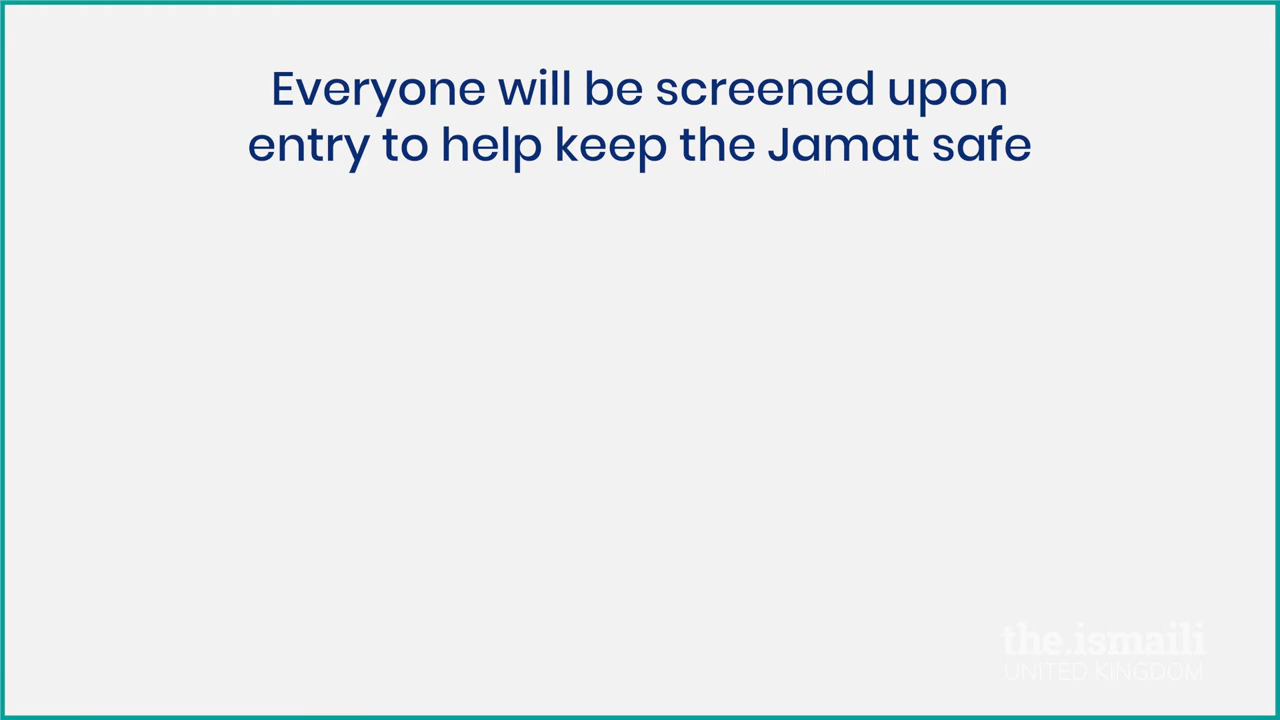 Everyone will be screened upon
entry to help keep the Jamat safe
the.ismaili
UNITED KINGDOM